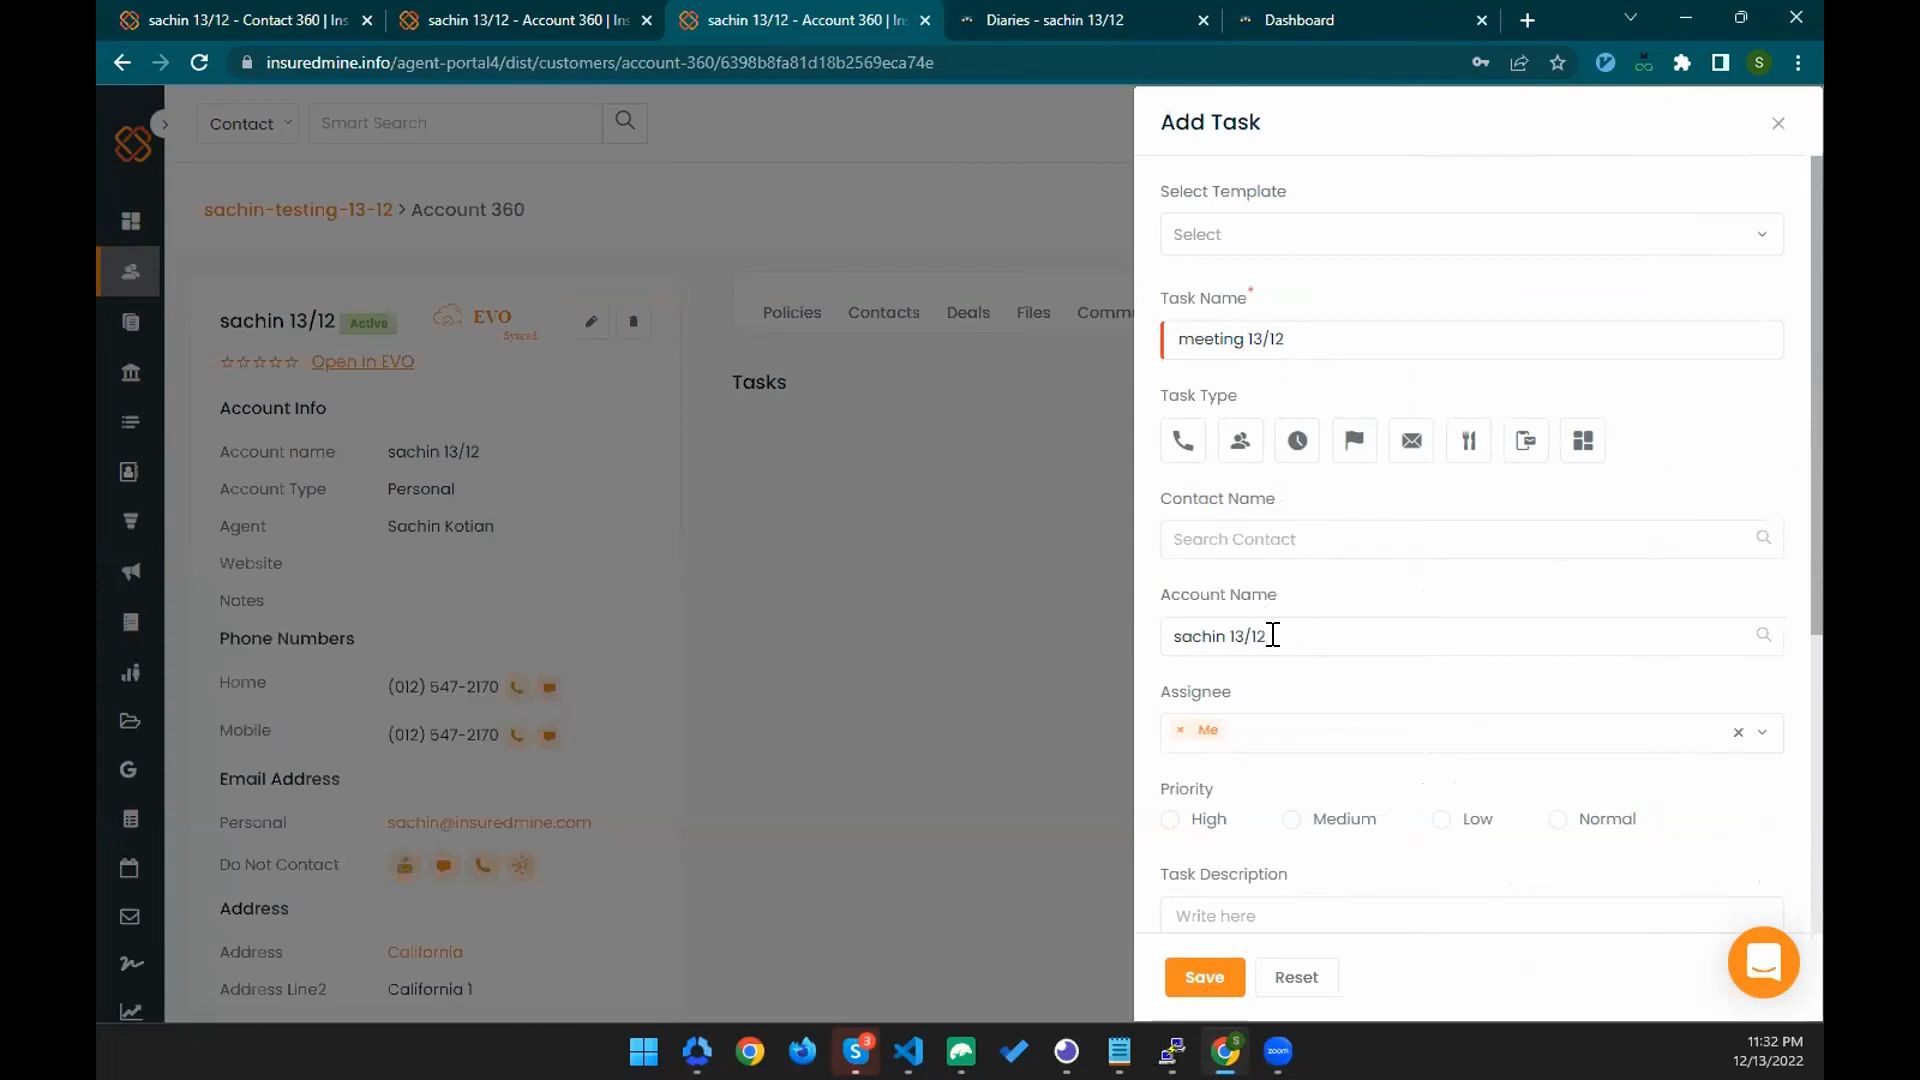 sachin 13/12 - Contact 360 | Ins
sachin 13/12 - Account 360 | Ins
sachin 13/12 - Account 360 | Ins
Diaries - sachin 13/12
Dashboard
insuredmine.info/agent-portal4/dist/customers/account-360/6398b8fa81d18b2569eca74e
S
Contact
Smart Search
sachin-testing-13-12 > Account 360
sachin 13/12 Active
EVO
Synced
Open in EVO
Account Info
Account name sachin 13/12
Account Type Personal
Agent Sachin Kotian
Website
Notes
Phone Numbers
Home (012) 547-2170
Mobile (012) 547-2170
Email Address
Personal sachin@insuredmine.com
Do Not Contact
Address
Address California
Address Line2 California 1
Policies Contacts Deals Files Commu
Tasks
Add Task
Select Template
Select
Task Name*
meeting 13/12
Task Type
Contact Name
Search Contact
Account Name
sachin 13/12
Assignee
× Me
Priority
High Medium Low Normal
Task Description
Write here
Save Reset
3
S
zoom
11:32 PM
12/13/2022